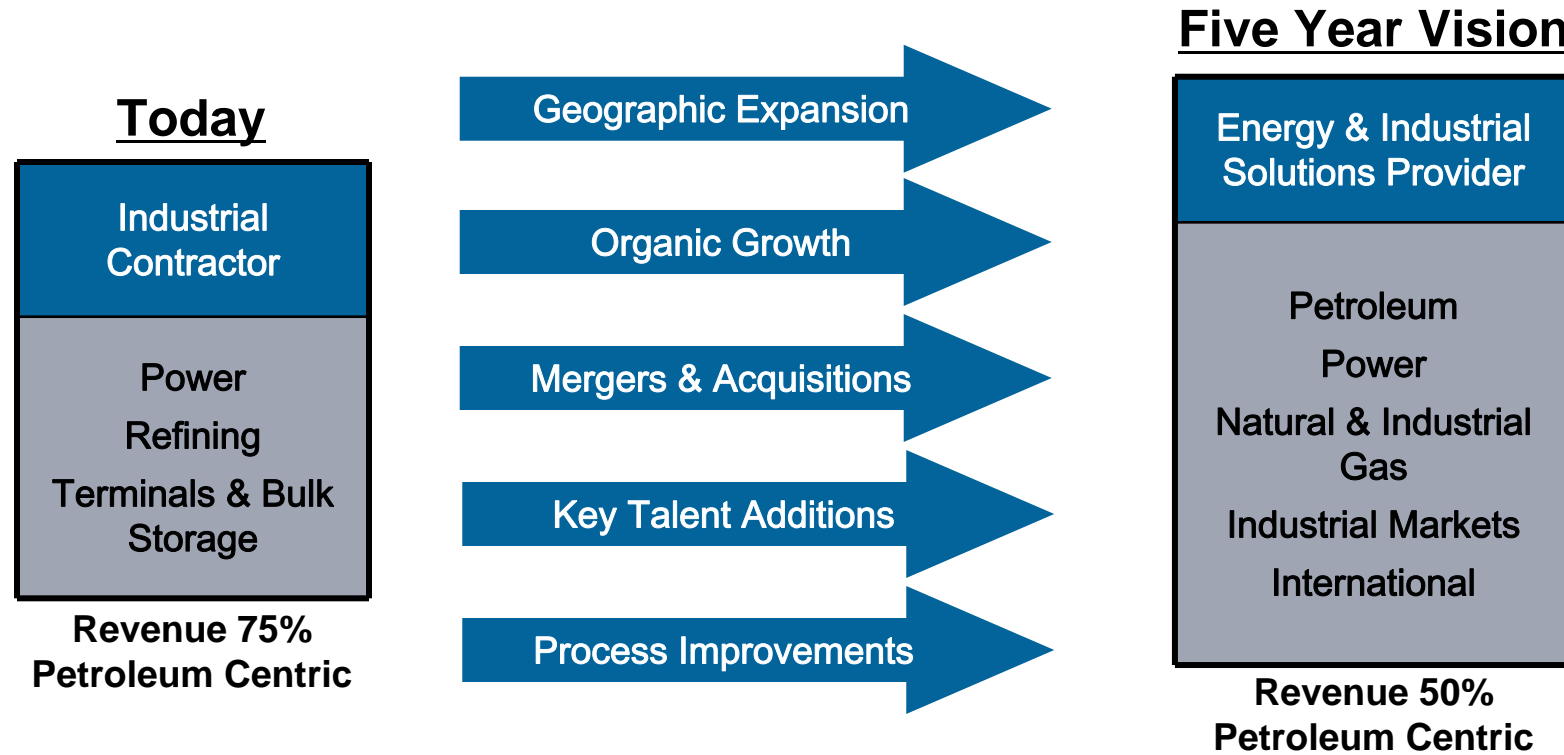 Today
Industrial
Contractor
Power
Refining
Terminals & Bulk
Storage
Revenue 75%
Petroleum Centric
Geographic Expansion
Organic Growth
Mergers & Acquisitions
Key Talent Additions
Process Improvements
Five Year Vision
Energy & Industrial
Solutions Provider
Petroleum
Power
Natural & Industrial
Gas
Industrial Markets
International
Revenue 50%
Petroleum Centric